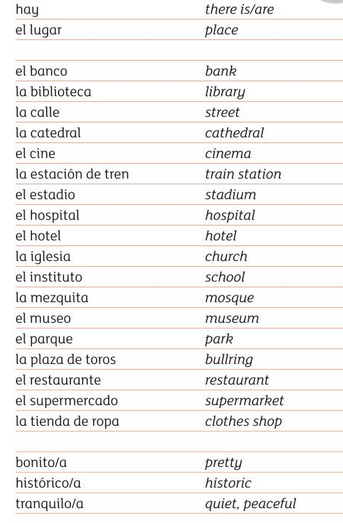 hay there is/are
el lugar place
el banco bank
la biblioteca library
la calle street
la catedral cathedral
el cine cinema
la estación de tren train station
el estadio stadium
el hospital hospital
el hotel hotel
la iglesia church
el instituto school
la mezquita mosque
el museo museum
el parque park
la plaza de toros bullring
el restaurante restaurant
el supermercado supermarket
la tienda de ropa clothes shop
bonito/a pretty
histórico/a historic
tranquilo/a quiet, peaceful